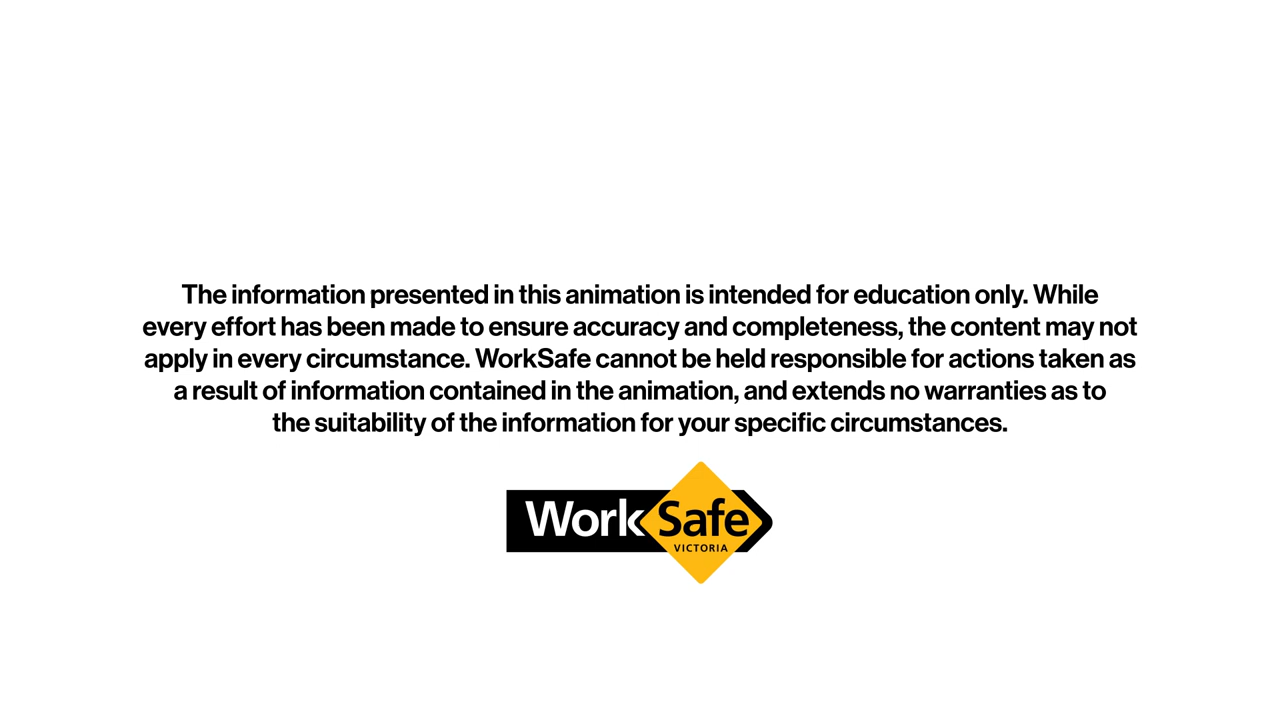 The information presented in this animation is intended for education only. While
every effort has been made to ensure accuracy and completeness, the content may not
apply in every circumstance. WorkSafe cannot be held responsible for actions taken as
a result of information contained in the animation, and extends no warranties as to
the suitability of the information for your specific circumstances.
WorkSafe
VICTORIA